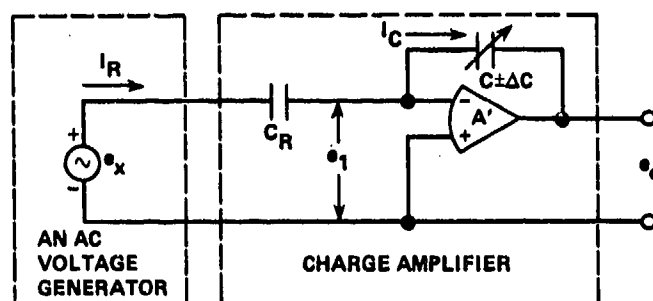 I_C
C±ΔC
I_R
C_R
−
A'
+
+
e_x
−
e_1
AN AC
VOLTAGE
GENERATOR
CHARGE AMPLIFIER